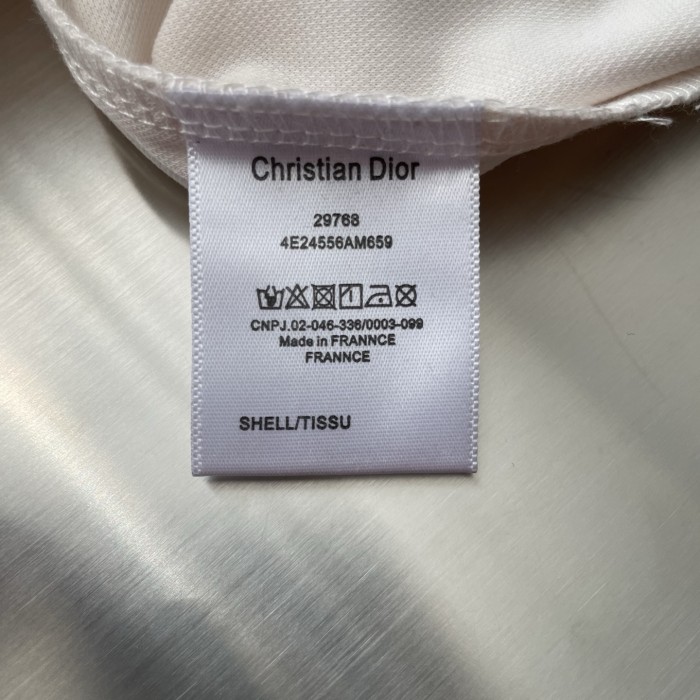 Christian Dior
29768
4E24556AM659
CNPJ.02-046-336/0003-099
Made in FRANNCE
FRANNCE
SHELL/TISSU